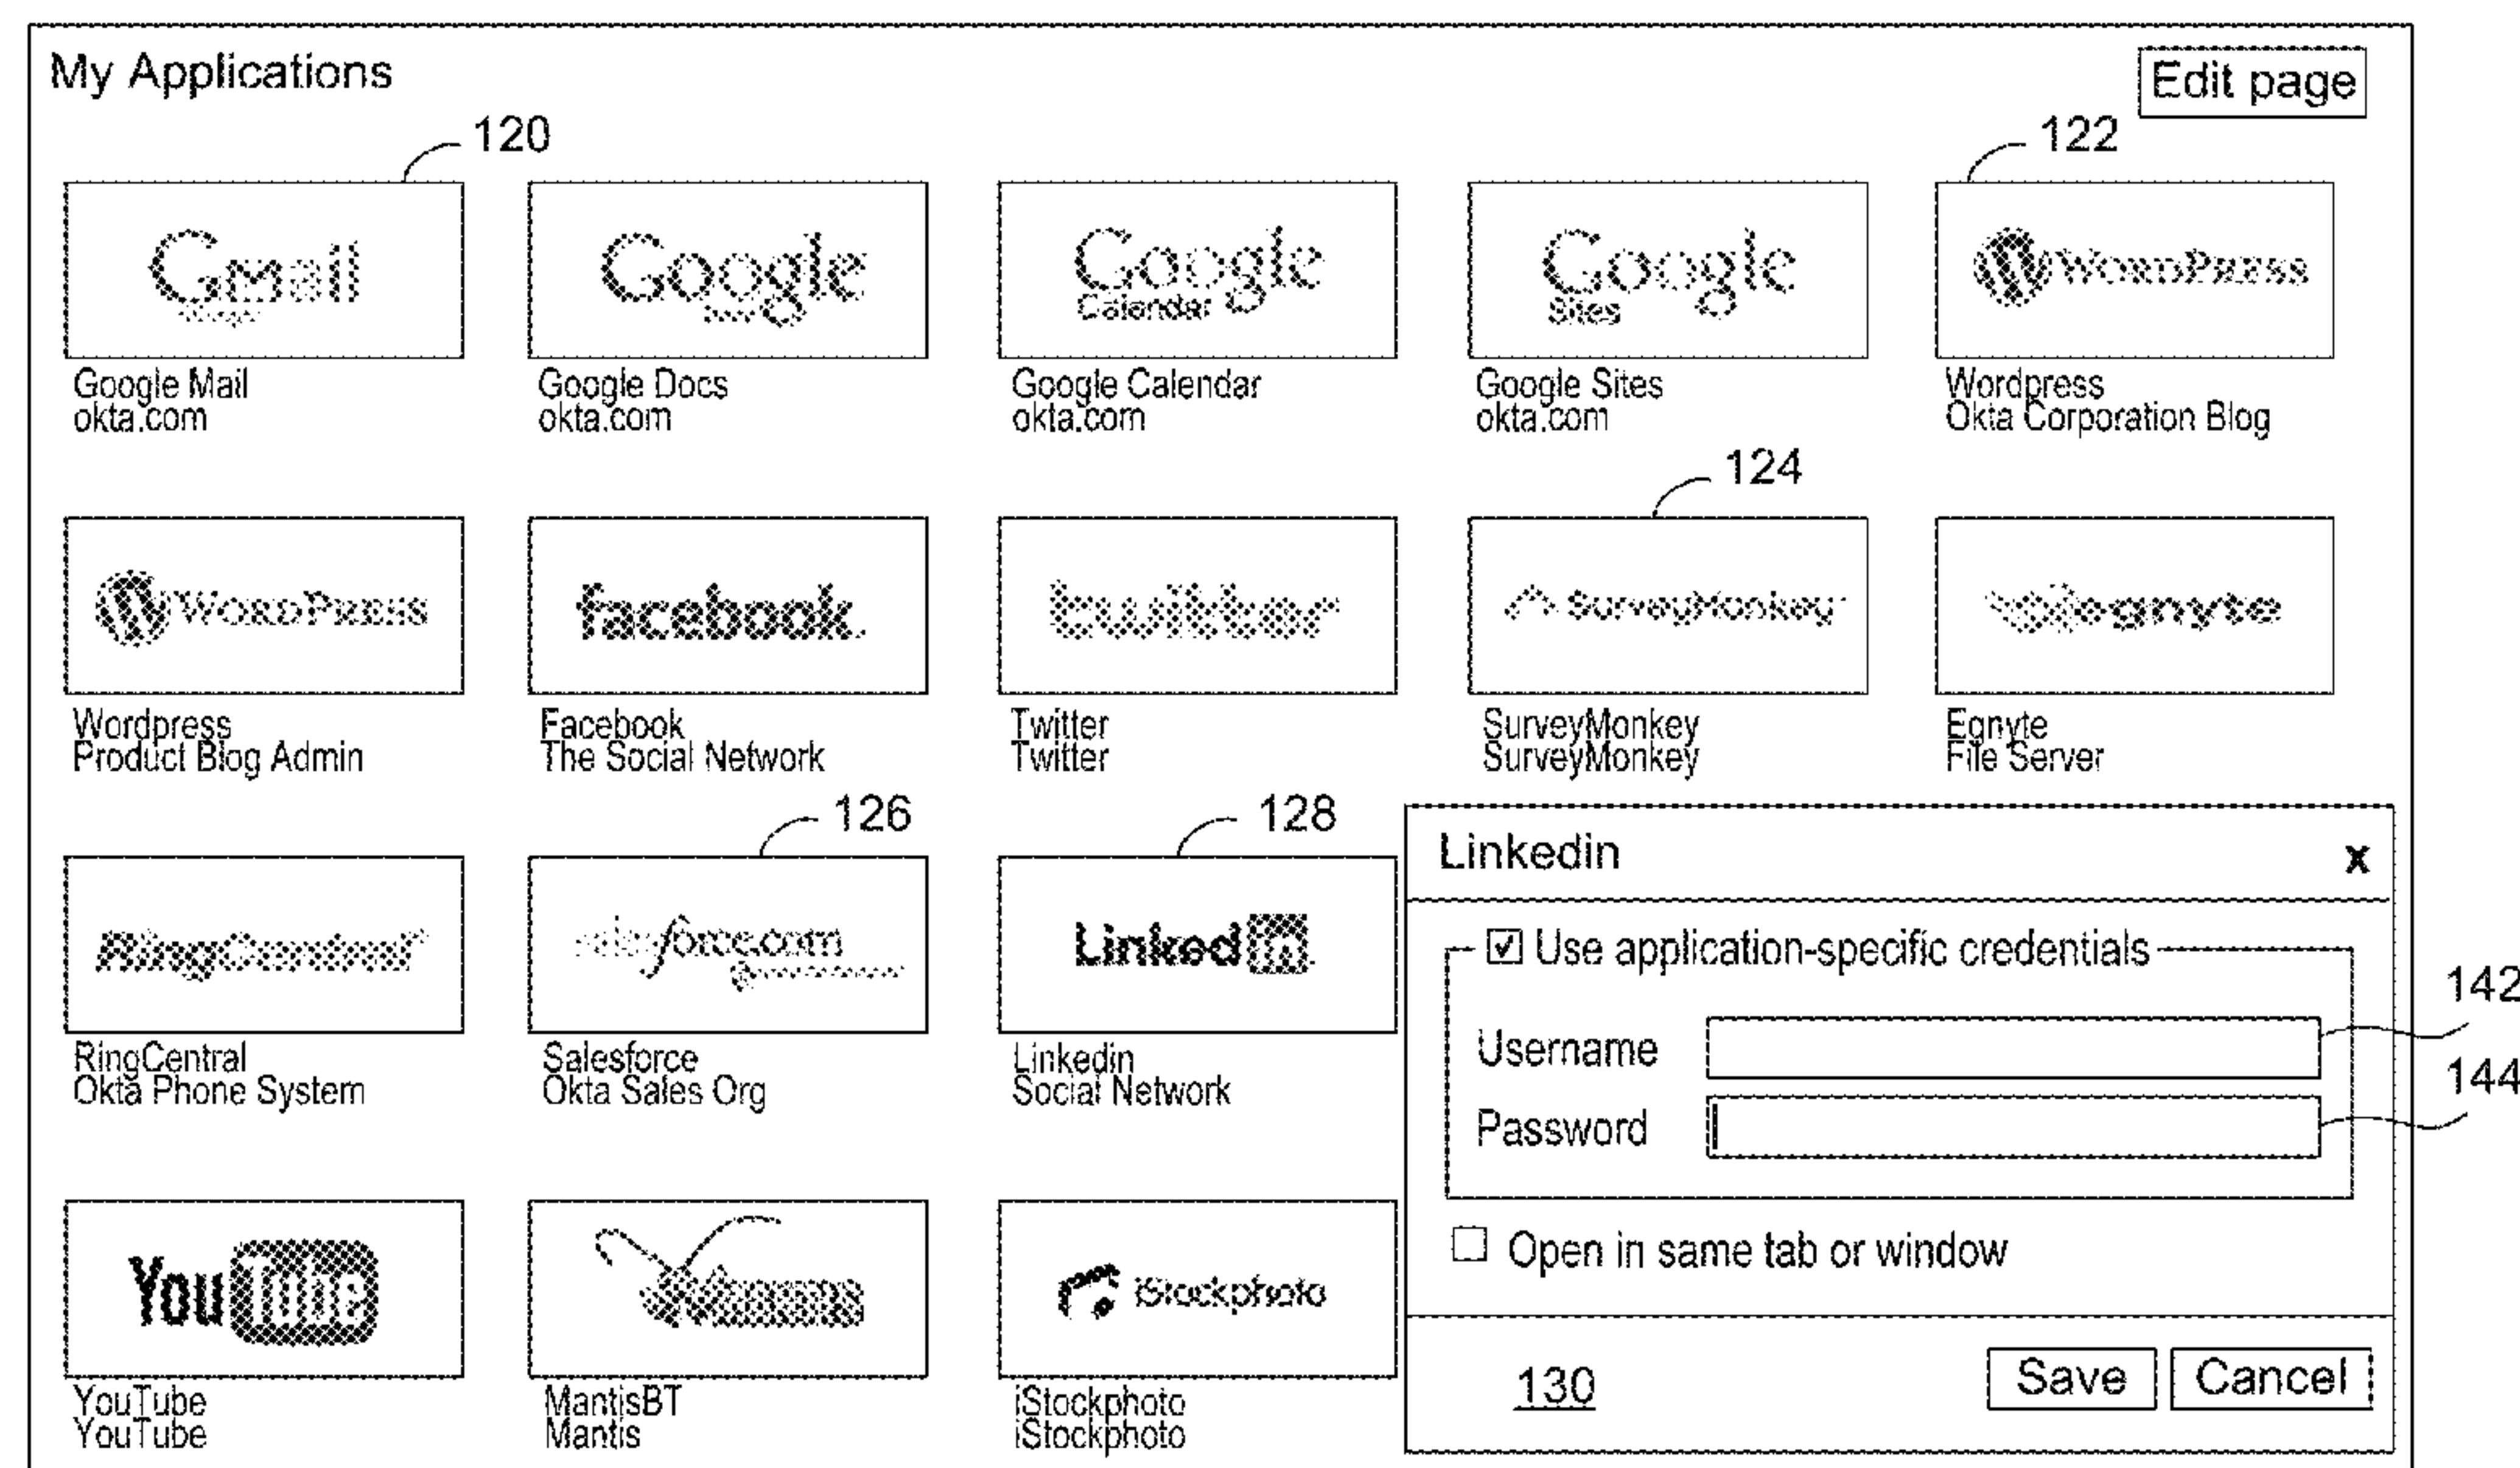 My Applications
Edit page
120
122
Gmail
Google
Google
Calendar
Google
Sites
WORDPRESS
Google Mail
okta.com
Google Docs
okta.com
Google Calendar
okta.com
Google Sites
okta.com
Wordpress
Okta Corporation Blog
124
WORDPRESS
facebook
twitter
SurveyMonkey
egnyte
Wordpress
Product Blog Admin
Facebook
The Social Network
Twitter
Twitter
SurveyMonkey
SurveyMonkey
Egnyte
File Server
126
128
RingCentral
salesforce.com
Linked in
RingCentral
Okta Phone System
Salesforce
Okta Sales Org
Linkedin
Social Network
YouTube
iStockphoto
YouTube
YouTube
MantisBT
Mantis
iStockphoto
iStockphoto
Linkedin
x
Use application-specific credentials
Username
142
Password
144
Open in same tab or window
130
Save
Cancel